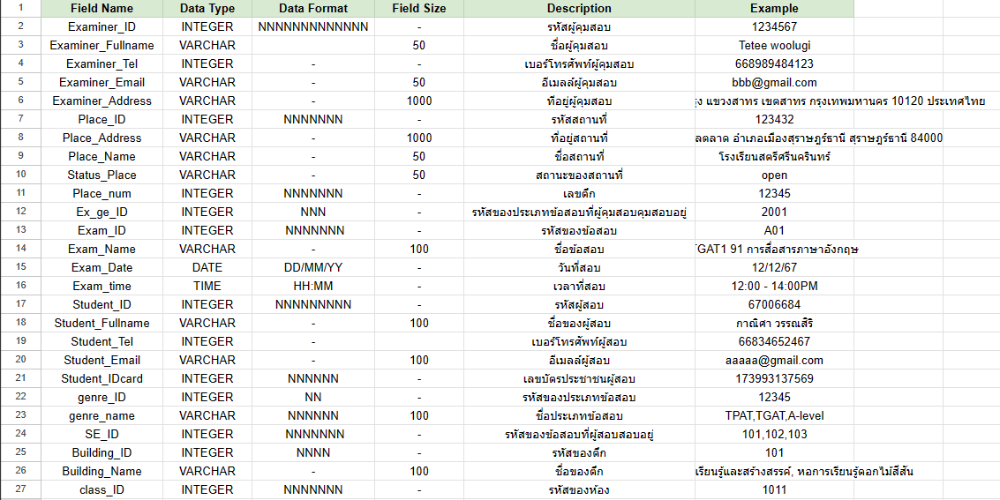 1 Field Name Data Type Data Format Field Size Description Example
2 Examiner_ID INTEGER NNNNNNNNNNNNN - รหัสผู้คุมสอบ 1234567
3 Examiner_Fullname VARCHAR 50 ชื่อผู้คุมสอบ Tetee woolugi
4 Examiner_Tel INTEGER - - เบอร์โทรศัพท์ผู้คุมสอบ 668989484123
5 Examiner_Email VARCHAR - 50 อีเมลล์ผู้คุมสอบ bbb@gmail.com
6 Examiner_Address VARCHAR - 1000 ที่อยู่ผู้คุมสอบ แขวงสาทร เขตสาทร กรุงเทพมหานคร 10120 ประเทศไทย
7 Place_ID INTEGER NNNNNNN - รหัสสถานที่ 123432
8 Place_Address VARCHAR - 1000 ที่อยู่สถานที่ ลตลาด อำเภอเมืองสุราษฎร์ธานี สุราษฎร์ธานี 84000
9 Place_Name VARCHAR - 50 ชื่อสถานที่ โรงเรียนสตรีศรีนครินทร์
10 Status_Place VARCHAR - 50 สถานะของสถานที่ open
11 Place_num INTEGER NNNNNNN - เลขตึก 12345
12 Ex_ge_ID INTEGER NNN - รหัสของประเภทข้อสอบที่ผู้คุมสอบคุมสอบอยู่ 2001
13 Exam_ID INTEGER NNNNNNN - รหัสของข้อสอบ A01
14 Exam_Name VARCHAR - 100 ชื่อข้อสอบ TGAT1 91 การสื่อสารภาษาอังกฤษ
15 Exam_Date DATE DD/MM/YY - วันที่สอบ 12/12/67
16 Exam_time TIME HH:MM - เวลาที่สอบ 12:00 - 14:00PM
17 Student_ID INTEGER NNNNNNNNN - รหัสผู้สอบ 67006684
18 Student_Fullname VARCHAR - 100 ชื่อของผู้สอบ กาณิศา วรรณสิริ
19 Student_Tel INTEGER - เบอร์โทรศัพท์ผู้สอบ 66834652467
20 Student_Email VARCHAR - 100 อีเมลล์ผู้สอบ aaaaa@gmail.com
21 Student_IDcard INTEGER NNNNNN - เลขบัตรประชาชนผู้สอบ 173993137569
22 genre_ID INTEGER NN - รหัสของประเภทข้อสอบ 12345
23 genre_name VARCHAR NNNNNN 100 ชื่อประเภทข้อสอบ TPAT,TGAT,A-level
24 SE_ID INTEGER NNNNNNN - รหัสของข้อสอบที่ผู้สอบสอบอยู่ 101,102,103
25 Building_ID INTEGER NNNN - รหัสของตึก 101
26 Building_Name VARCHAR 100 ชื่อของตึก เรียนรู้และสร้างสรรค์, หอการเรียนรู้ดอกไม้สีสัน
27 class_ID INTEGER NNNNNNN - รหัสของห้อง 1011